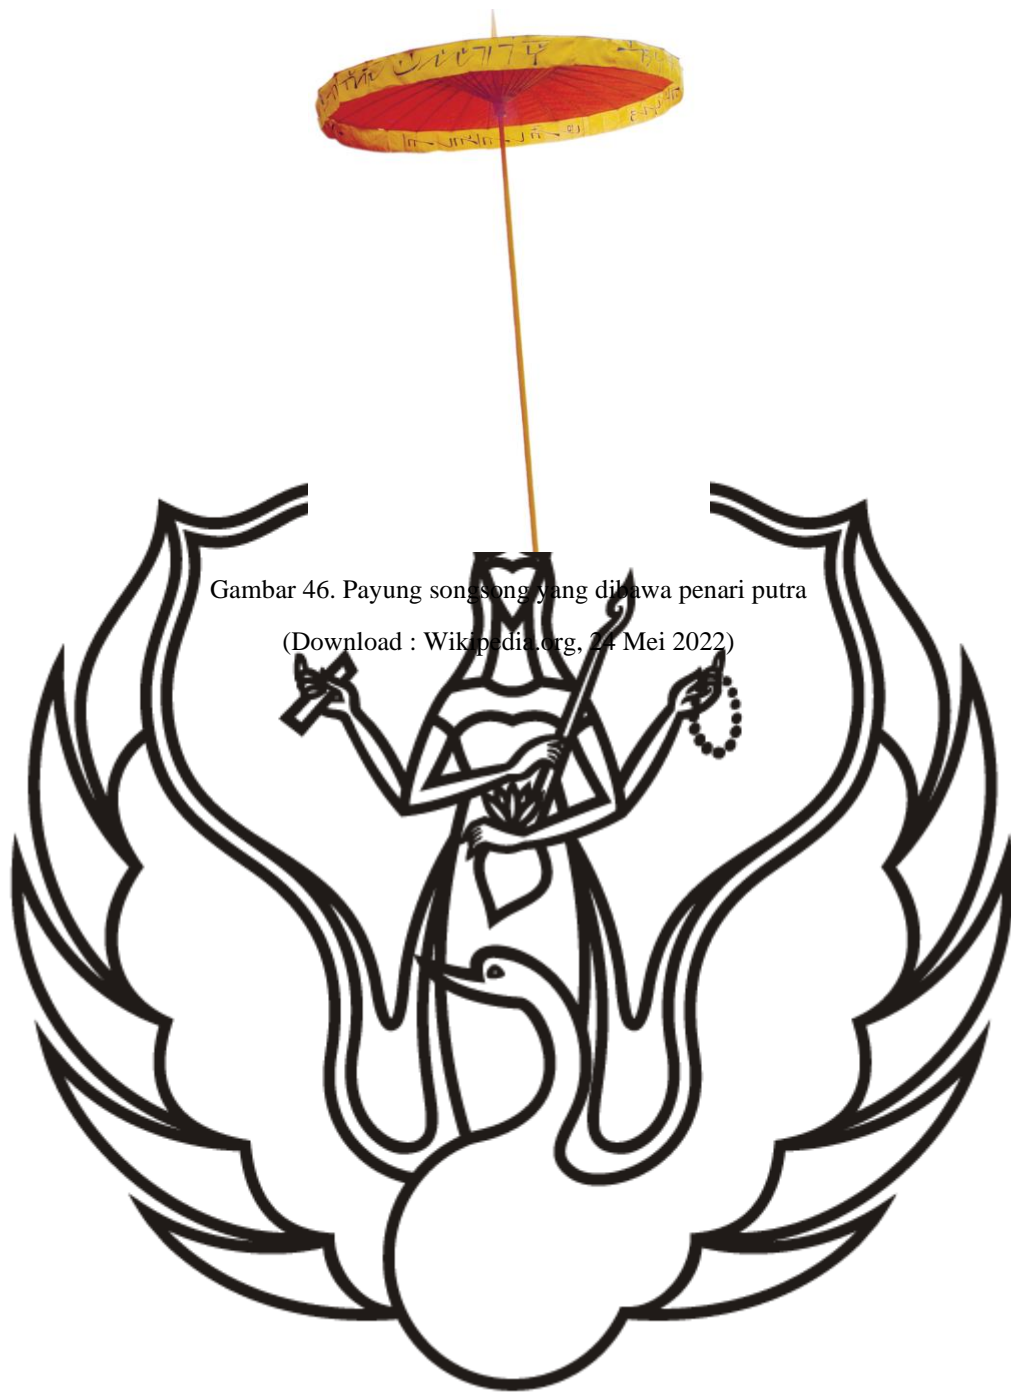 Gambar 46. Payung songsong yang dibawa penari putra
(Download : Wikipedia.org, 24 Mei 2022)